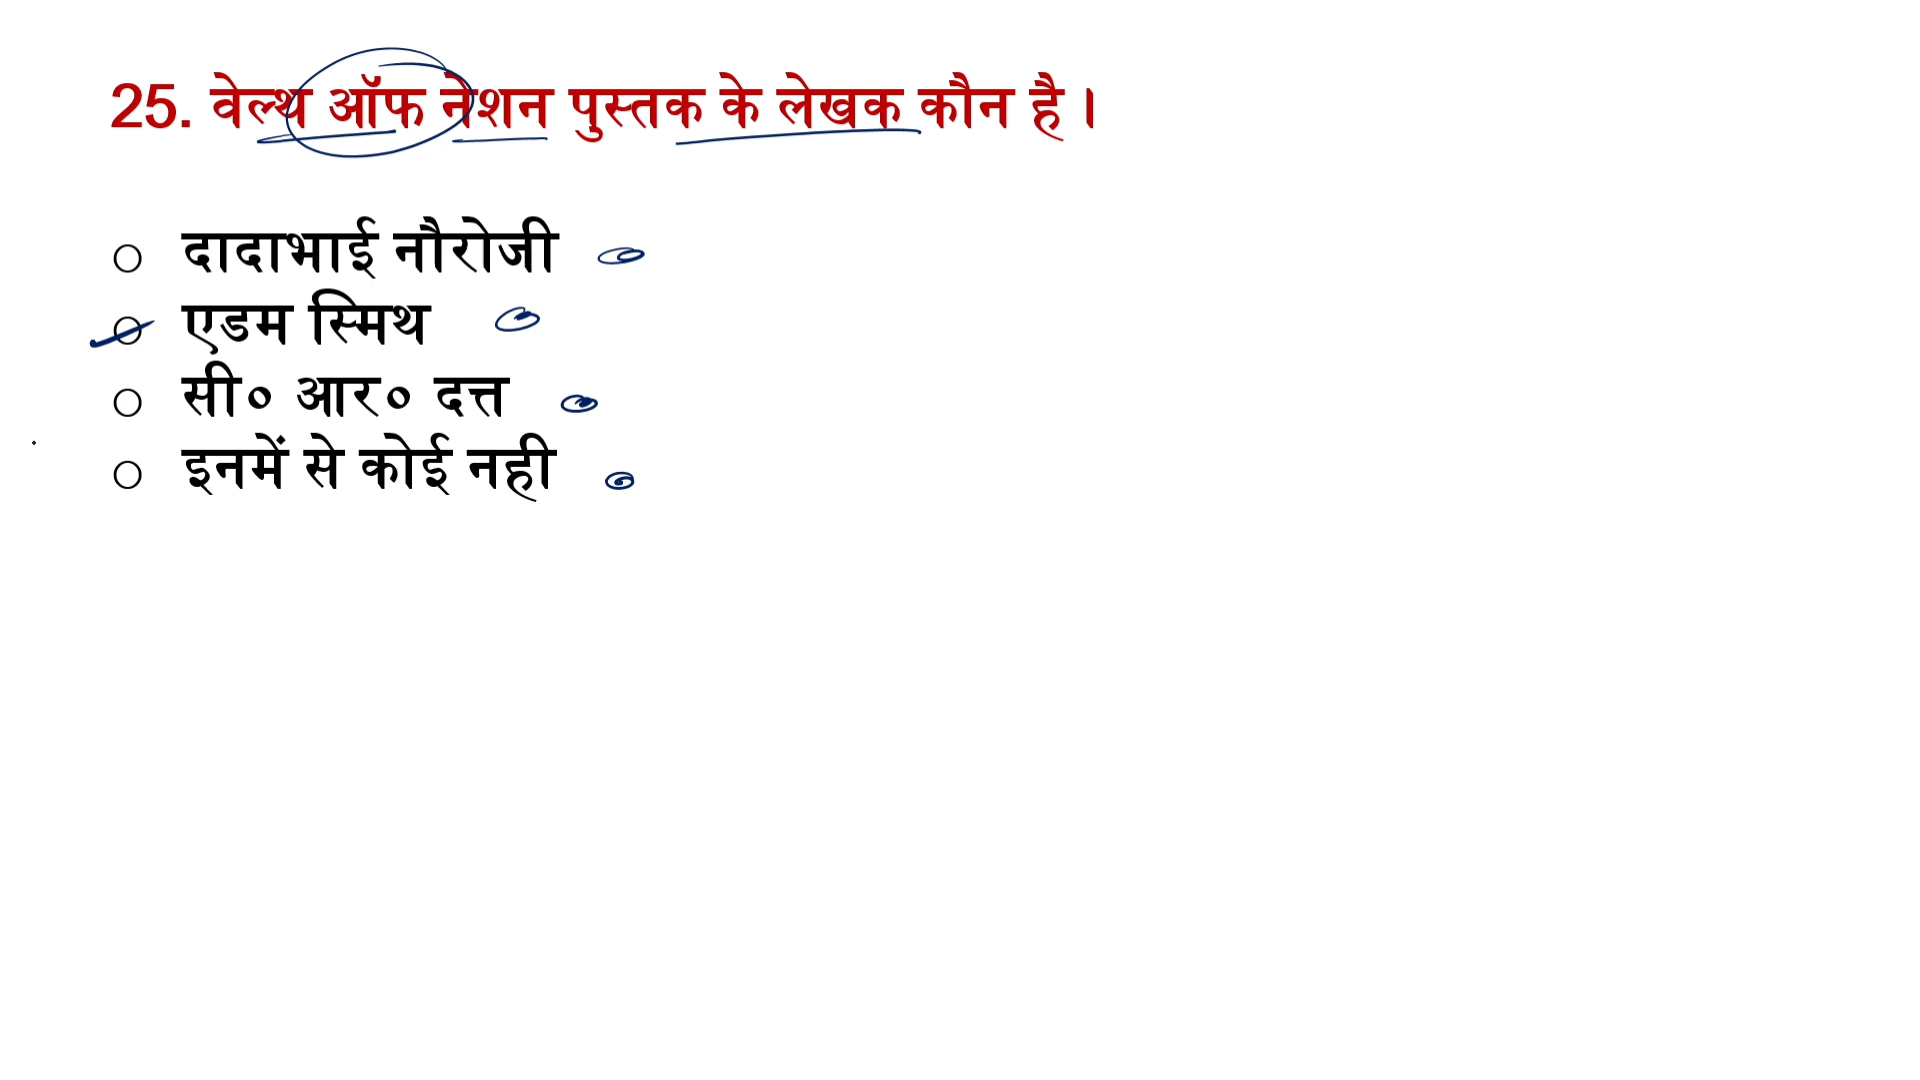 25. वेल्थ ऑफ नेशन पुस्तक के लेखक कौन है ।
दादाभाई नौरोजी
एडम स्मिथ
सी० आर० दत्त
इनमें से कोई नही